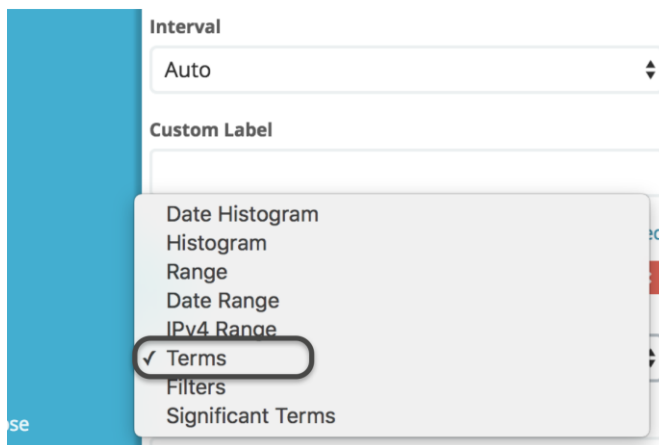 Interval
Auto
Custom Label
Date Histogram
Histogram
Range
Date Range
IPv4 Range
Terms
Filters
Significant Terms